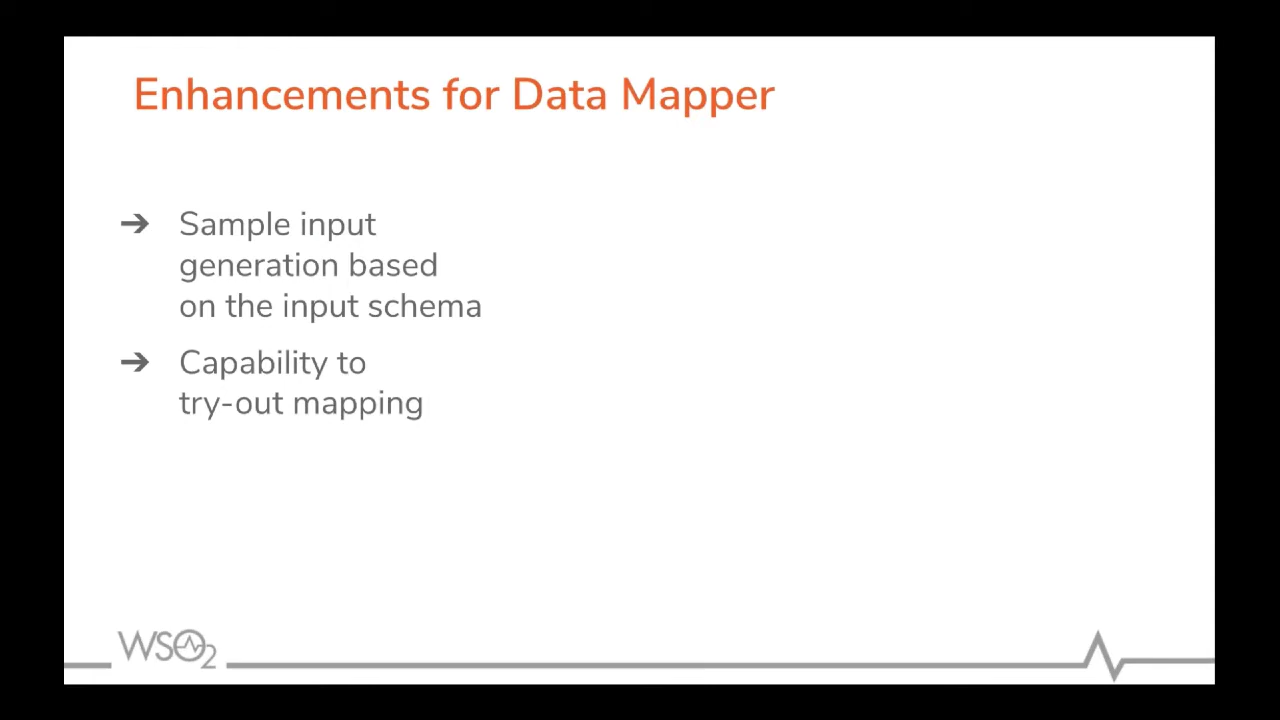 Enhancements for Data Mapper
➔ Sample input
generation based
on the input schema
➔ Capability to
try-out mapping
WSO2